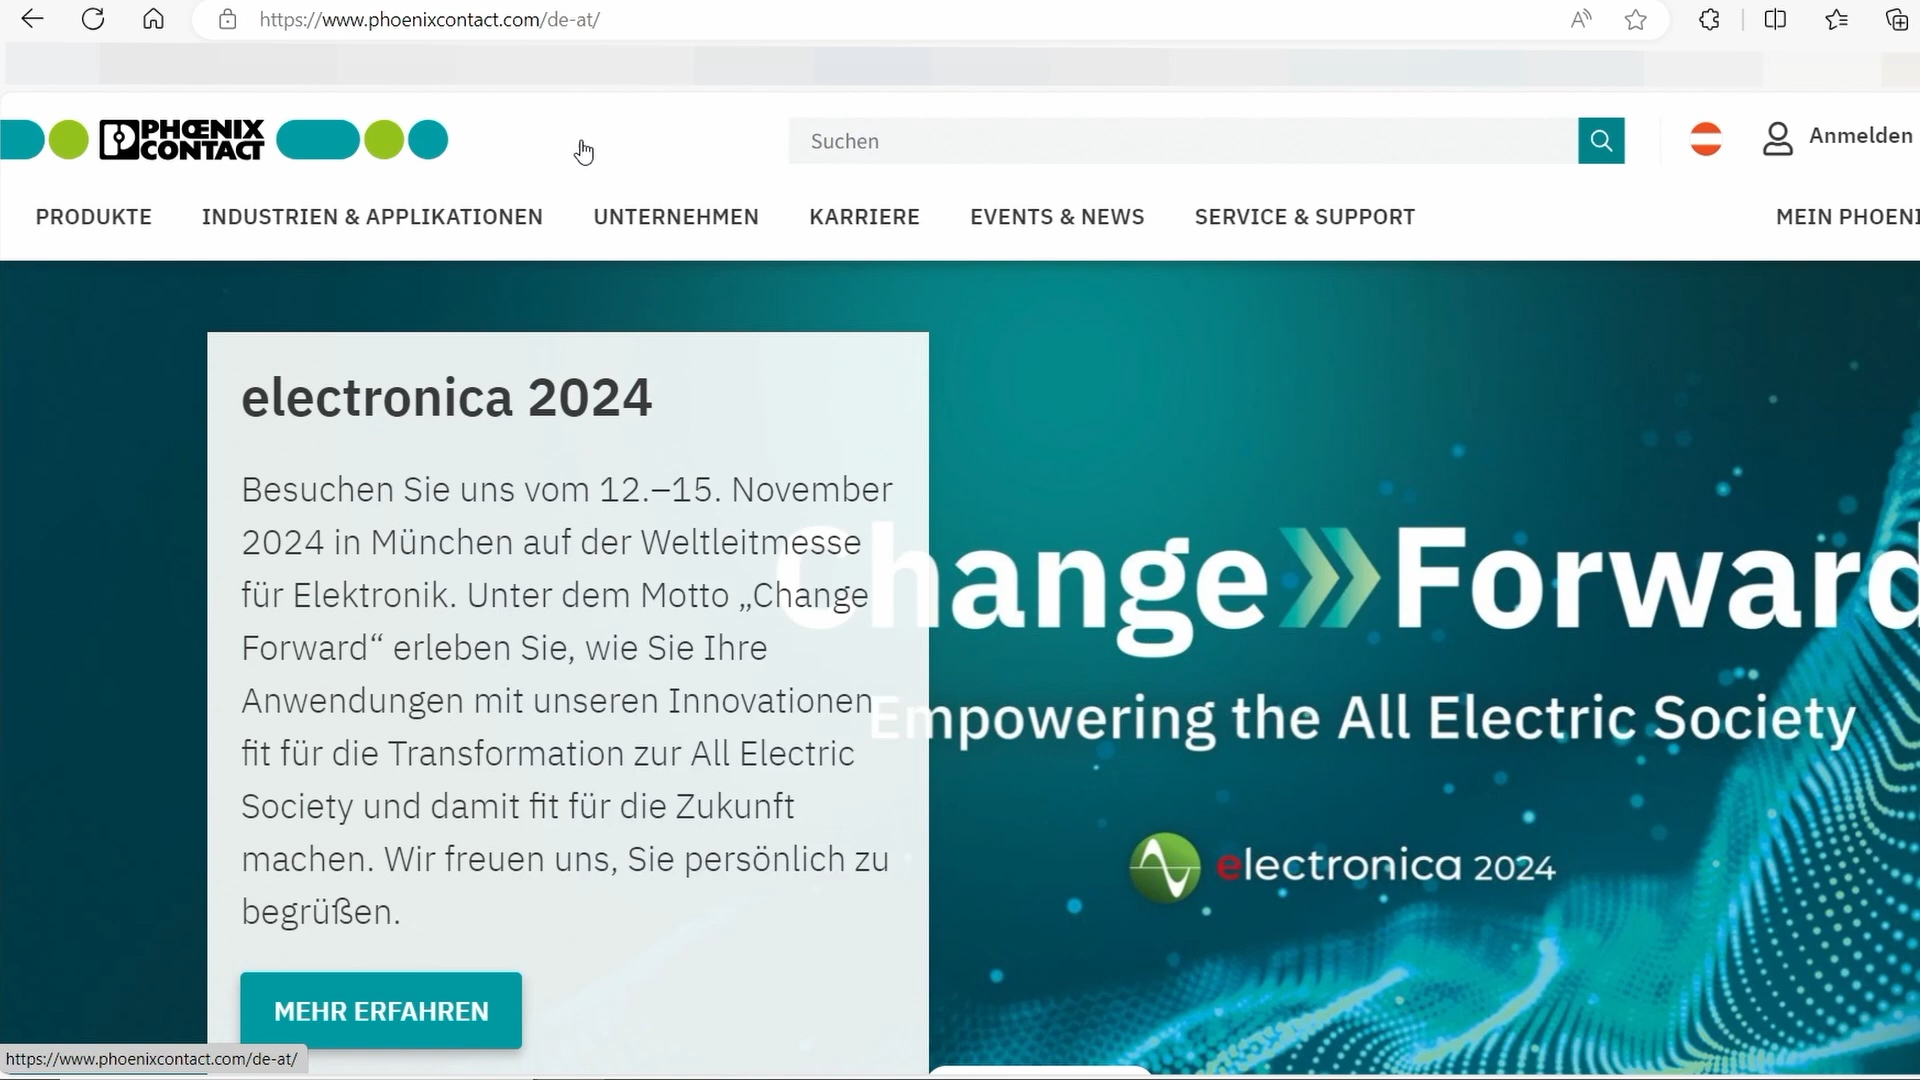 https://www.phoenixcontact.com/de-at/
PHŒNIX
CONTACT
Suchen
Anmelden
PRODUKTE INDUSTRIEN & APPLIKATIONEN UNTERNEHMEN KARRIERE EVENTS & NEWS SERVICE & SUPPORT MEIN PHOENI
electronica 2024
Besuchen Sie uns vom 12.–15. November
2024 in München auf der Weltleitmesse
für Elektronik. Unter dem Motto „Change
Forward“ erleben Sie, wie Sie Ihre
Anwendungen mit unseren Innovationen
fit für die Transformation zur All Electric
Society und damit fit für die Zukunft
machen. Wir freuen uns, Sie persönlich zu
begrüßen.
MEHR ERFAHREN
Change Forward
Empowering the All Electric Society
electronica 2024
https://www.phoenixcontact.com/de-at/